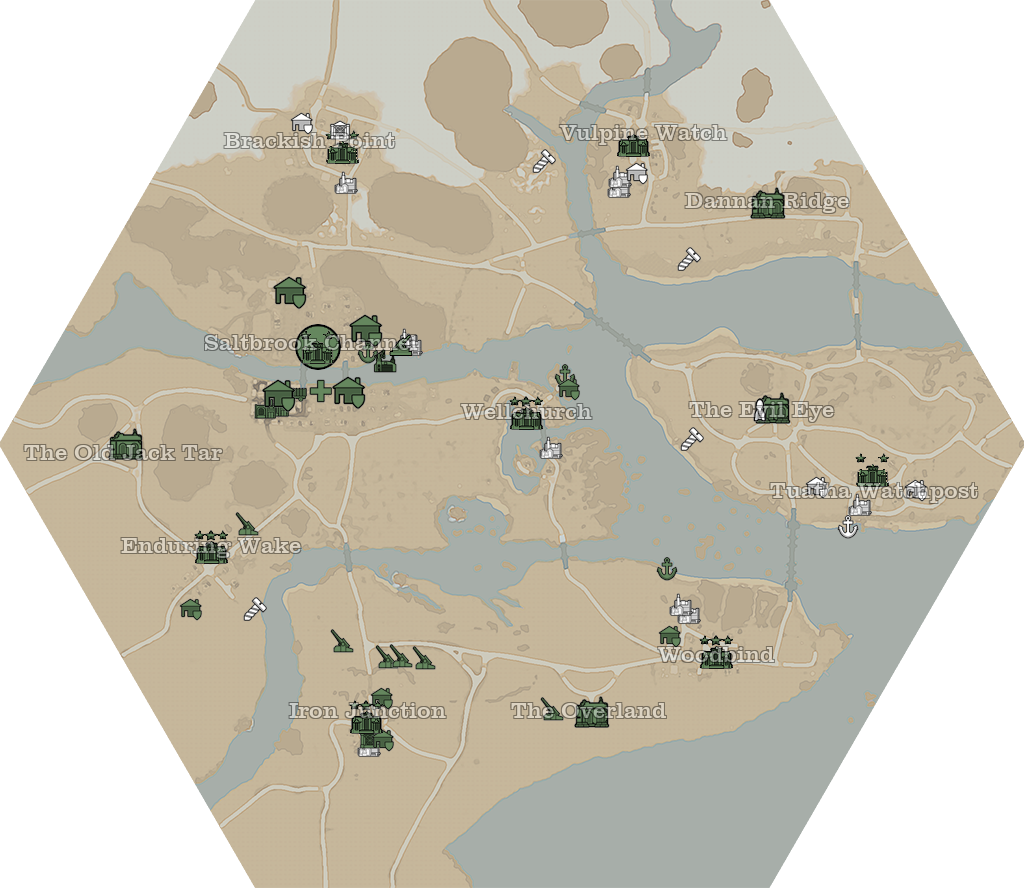 Brackish Point
Vulpine Watch
Dannan Ridge
Saltbrook Channel
Wellchurch
The Evil Eye
The Old Jack Tar
Tuatha Watchpost
Enduring Wake
Woodbind
Iron Junction
The Overland